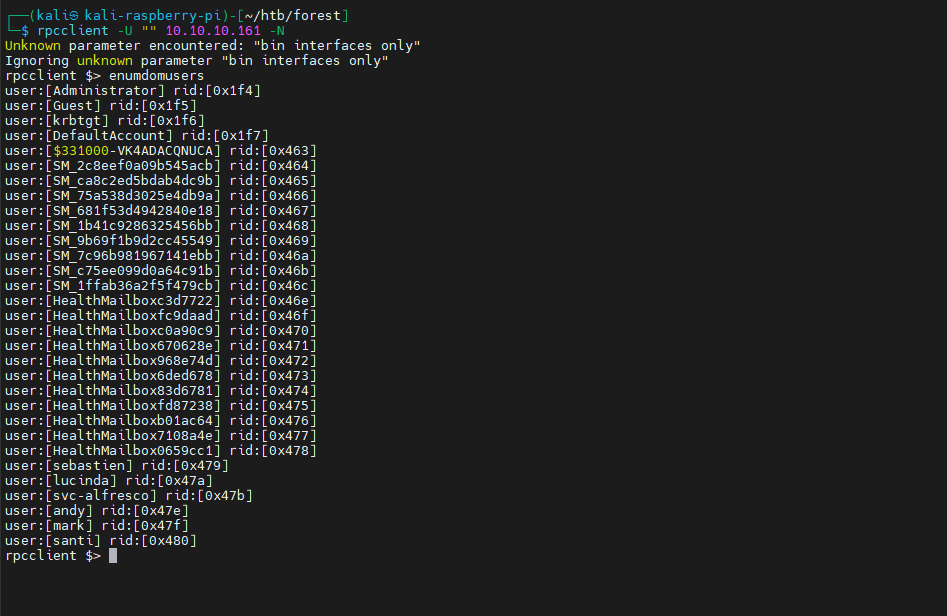 ┌──(kali㉿kali-raspberry-pi)-[~/htb/forest]
└─$ rpcclient -U "" 10.10.10.161 -N
Unknown parameter encountered: "bin interfaces only"
Ignoring unknown parameter "bin interfaces only"
rpcclient $> enumdomusers
user:[Administrator] rid:[0x1f4]
user:[Guest] rid:[0x1f5]
user:[krbtgt] rid:[0x1f6]
user:[DefaultAccount] rid:[0x1f7]
user:[$331000-VK4ADACQNUCA] rid:[0x463]
user:[SM_2c8eef0a09b545acb] rid:[0x464]
user:[SM_ca8c2ed5bdab4dc9b] rid:[0x465]
user:[SM_75a538d3025e4db9a] rid:[0x466]
user:[SM_681f53d4942840e18] rid:[0x467]
user:[SM_1b41c9286325456bb] rid:[0x468]
user:[SM_9b69f1b9d2cc45549] rid:[0x469]
user:[SM_7c96b981967141ebb] rid:[0x46a]
user:[SM_c75ee099d0a64c91b] rid:[0x46b]
user:[SM_1ffab36a2f5f479cb] rid:[0x46c]
user:[HealthMailboxc3d7722] rid:[0x46e]
user:[HealthMailboxfc9daad] rid:[0x46f]
user:[HealthMailboxc0a90c9] rid:[0x470]
user:[HealthMailbox670628e] rid:[0x471]
user:[HealthMailbox968e74d] rid:[0x472]
user:[HealthMailbox6ded678] rid:[0x473]
user:[HealthMailbox83d6781] rid:[0x474]
user:[HealthMailboxfd87238] rid:[0x475]
user:[HealthMailboxb01ac64] rid:[0x476]
user:[HealthMailbox7108a4e] rid:[0x477]
user:[HealthMailbox0659cc1] rid:[0x478]
user:[sebastien] rid:[0x479]
user:[lucinda] rid:[0x47a]
user:[svc-alfresco] rid:[0x47b]
user:[andy] rid:[0x47e]
user:[mark] rid:[0x47f]
user:[santi] rid:[0x480]
rpcclient $>